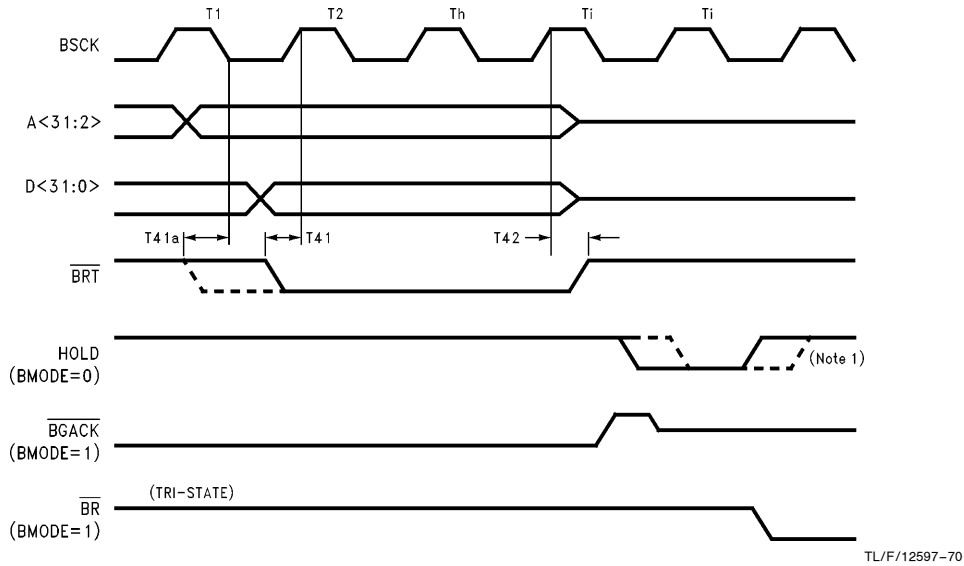 T1 T2 Th Ti Ti
BSCK
A<31:2>
D<31:0>
T41a T41 T42
BRT
HOLD
(BMODE=0)
(Note 1)
BGACK
(BMODE=1)
(TRI-STATE)
BR
(BMODE=1)
TL/F/12597-70